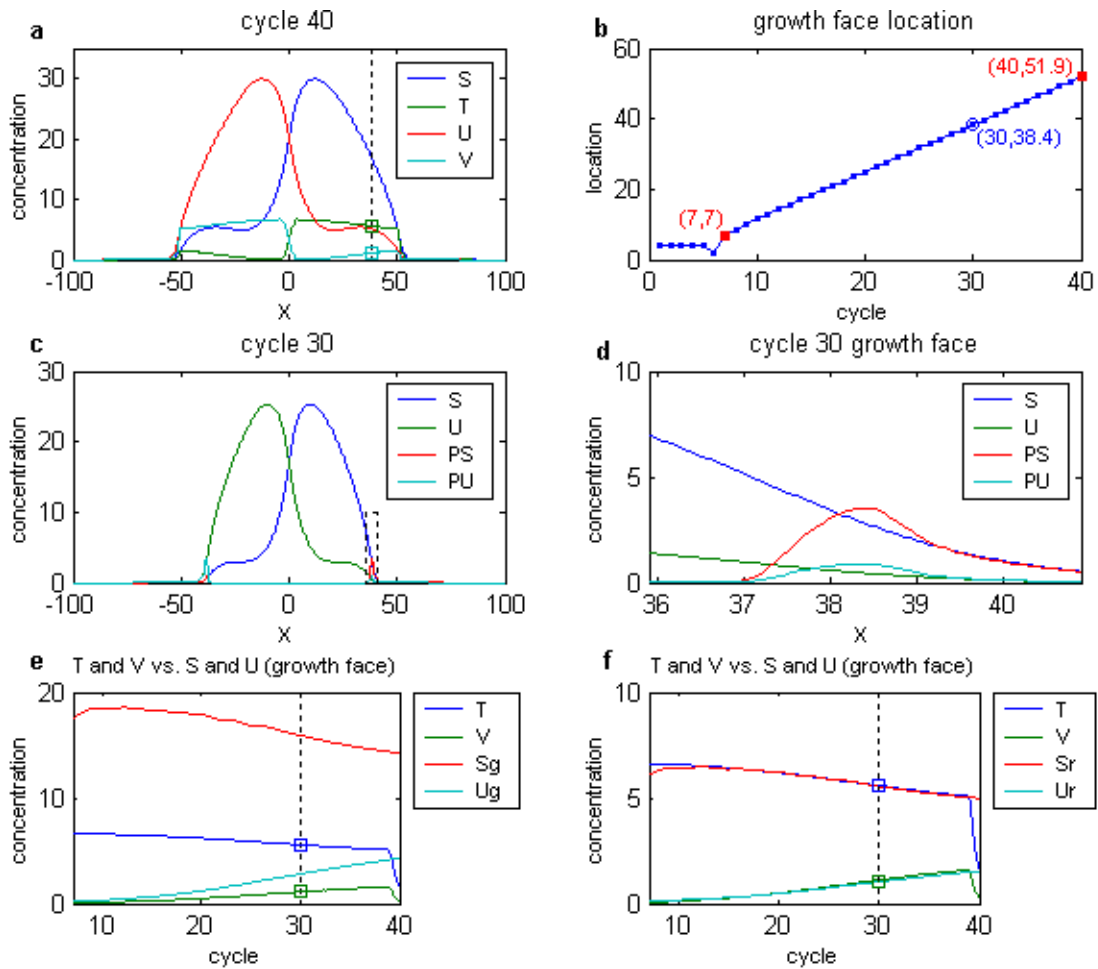 a
cycle 40
concentration
30
20
10
0
-100
-50
0
50
100
X
S
T
U
V
b
growth face location
location
60
40
20
0
0
10
20
30
40
cycle
(40,51.9)
(30,38.4)
(7,7)
c
cycle 30
concentration
30
20
10
0
-100
-50
0
50
100
X
S
U
PS
PU
d
cycle 30 growth face
concentration
10
5
0
36
37
38
39
40
X
S
U
PS
PU
e
T and V vs. S and U (growth face)
concentration
20
10
0
10
20
30
40
cycle
T
V
Sg
Ug
f
T and V vs. S and U (growth face)
concentration
10
5
0
10
20
30
40
cycle
T
V
Sr
Ur